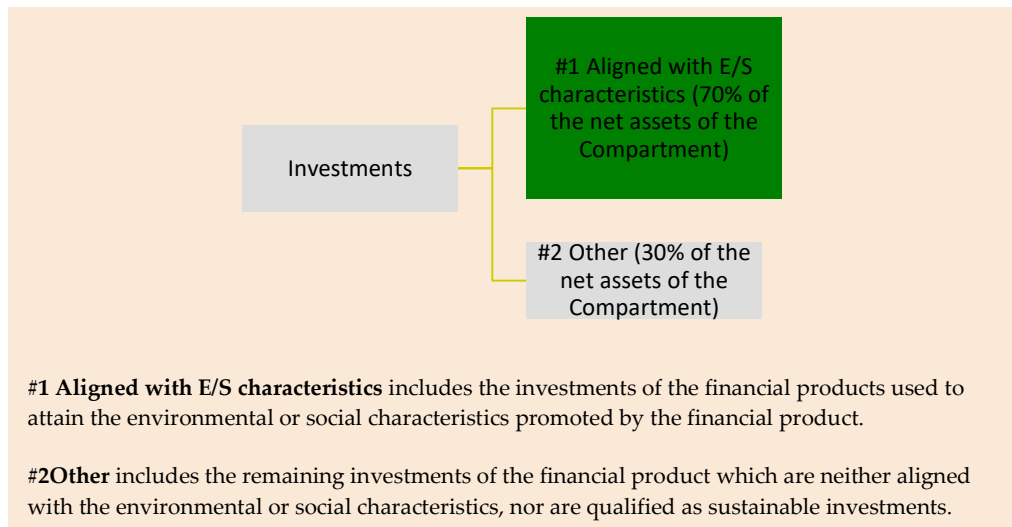 #1 Aligned with E/S
characteristics (70% of
the net assets of the
Compartment)
Investments
#2 Other (30% of the
net assets of the
Compartment)
#1 Aligned with E/S characteristics includes the investments of the financial products used to
attain the environmental or social characteristics promoted by the financial product.
#2Other includes the remaining investments of the financial product which are neither aligned
with the environmental or social characteristics, nor are qualified as sustainable investments.